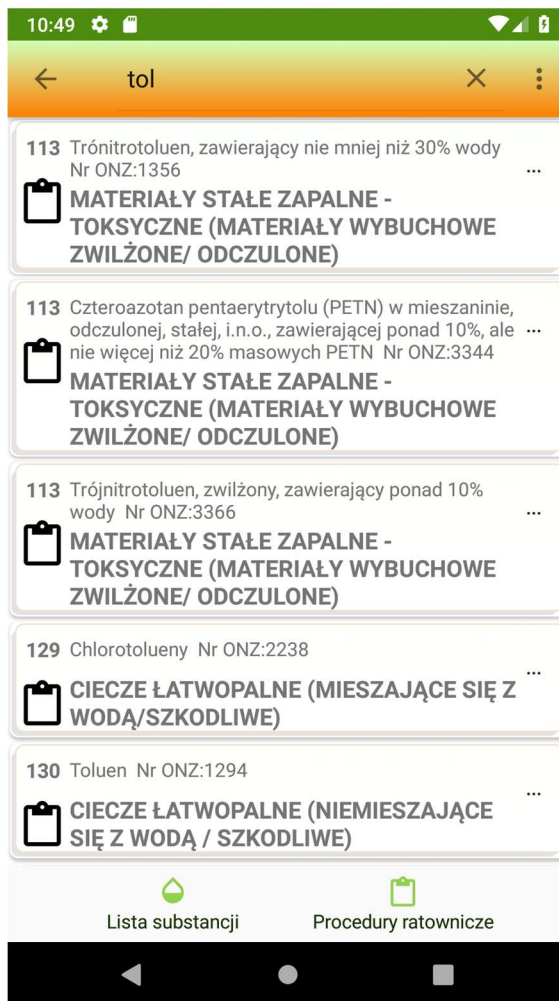 10:49
tol
113 Trónitrotoluen, zawierający nie mniej niż 30% wody
Nr ONZ:1356
...
MATERIAŁY STAŁE ZAPALNE -
TOKSYCZNE (MATERIAŁY WYBUCHOWE
ZWILŻONE/ ODCZULONE)
113 Czteroazotan pentaerytrytolu (PETN) w mieszaninie,
odczulonej, stałej, i.n.o., zawierającej ponad 10%, ale ...
nie więcej niż 20% masowych PETN Nr ONZ:3344
MATERIAŁY STAŁE ZAPALNE -
TOKSYCZNE (MATERIAŁY WYBUCHOWE
ZWILŻONE/ ODCZULONE)
113 Trójnitrotoluen, zwilżony, zawierający ponad 10%
wody Nr ONZ:3366
...
MATERIAŁY STAŁE ZAPALNE -
TOKSYCZNE (MATERIAŁY WYBUCHOWE
ZWILŻONE/ ODCZULONE)
129 Chlorotolueny Nr ONZ:2238
...
CIECZE ŁATWOPALNE (MIESZAJĄCE SIĘ Z
WODĄ/SZKODLIWE)
130 Toluen Nr ONZ:1294
...
CIECZE ŁATWOPALNE (NIEMIESZAJĄCE
SIĘ Z WODĄ / SZKODLIWE)
Lista substancji Procedury ratownicze